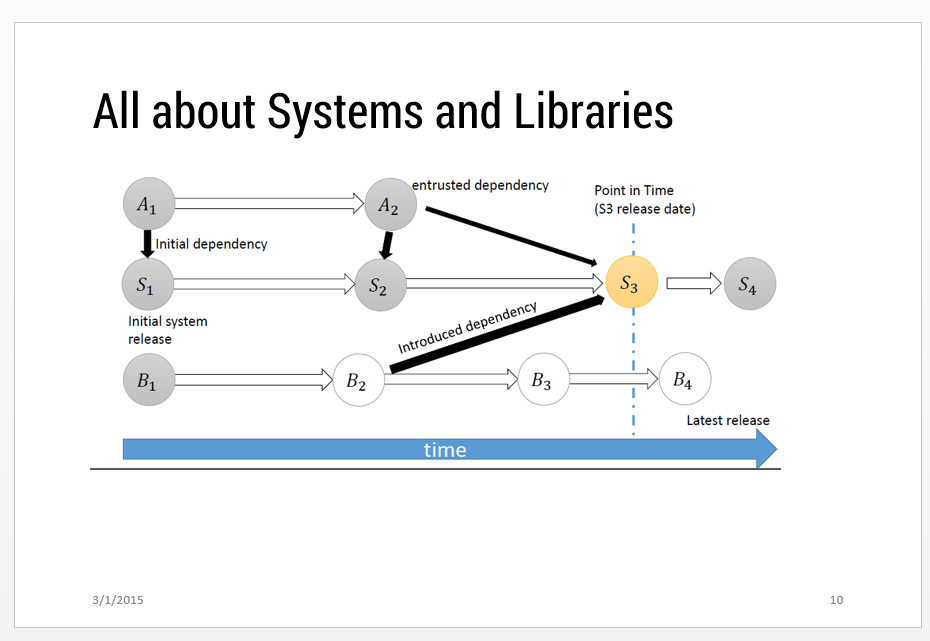 All about Systems and Libraries
A₁
A₂
entrusted dependency
Point in Time
(S3 release date)
Initial dependency
S₁
S₂
S₃
S₄
Initial system
release
Introduced dependency
B₁
B₂
B₃
B₄
Latest release
time
3/1/2015
10